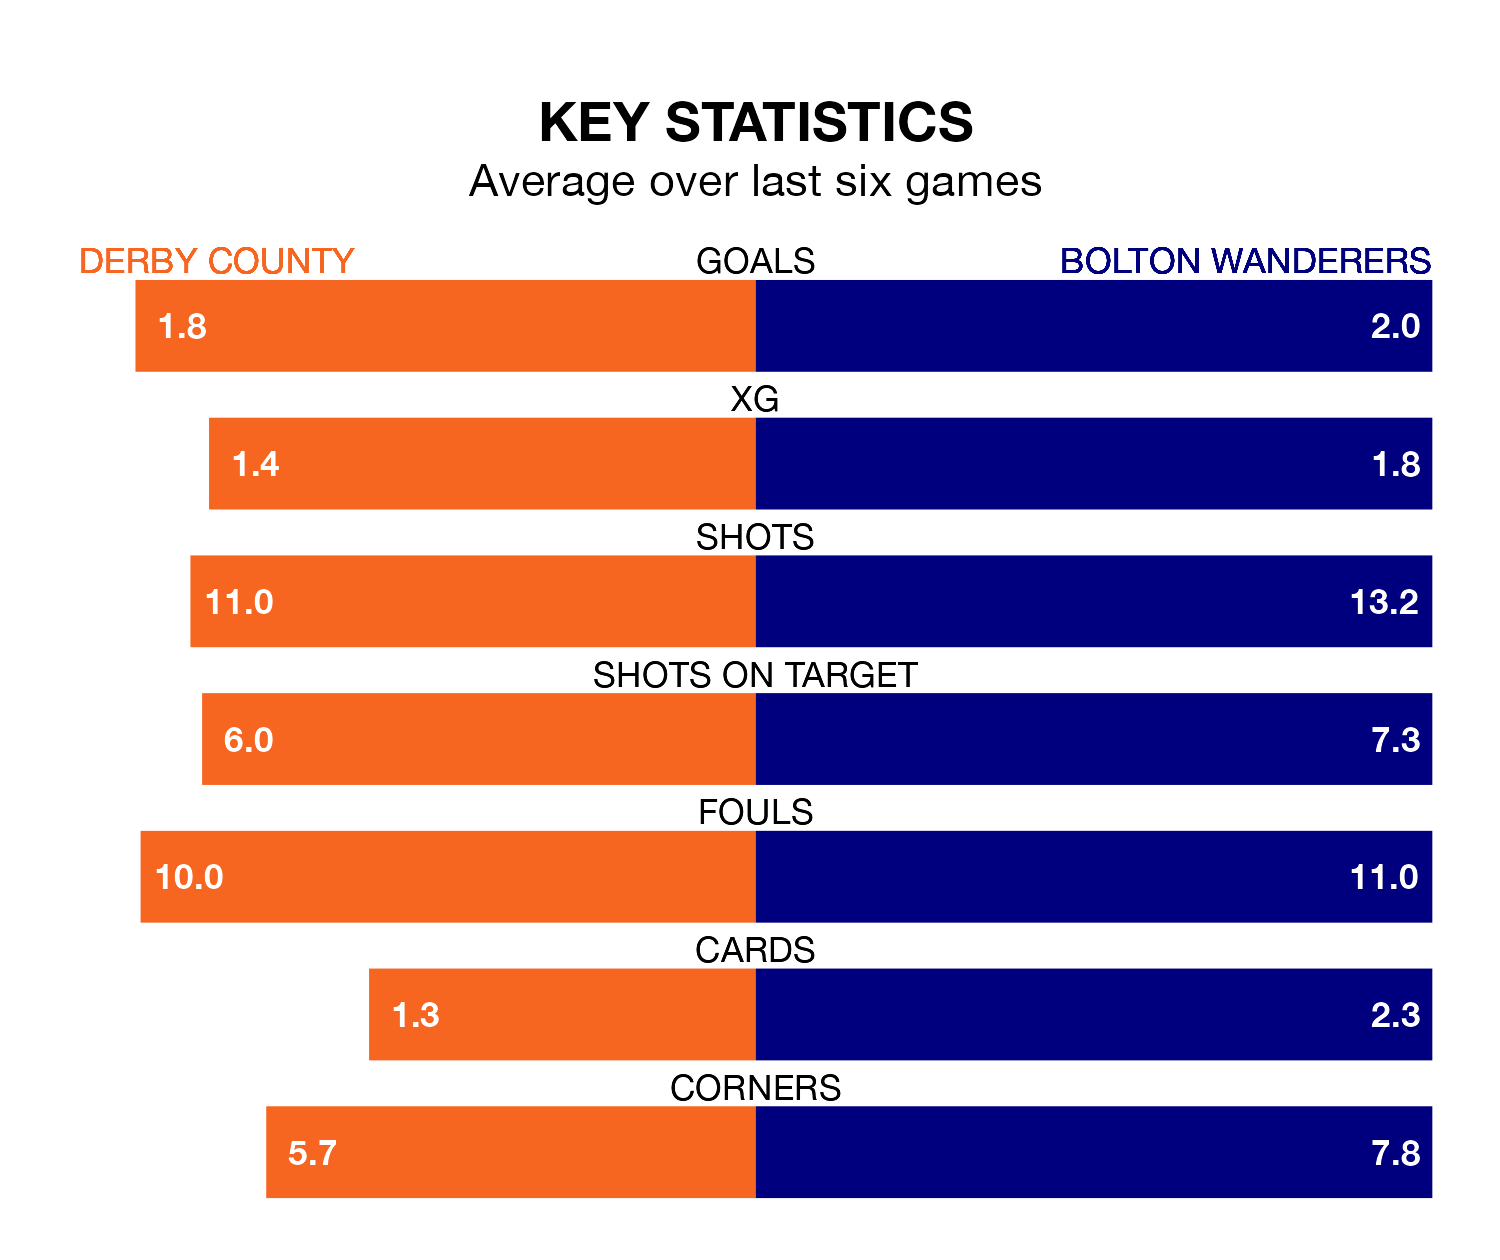 KEY STATISTICS
Average over last six games
DERBY COUNTY GOALS BOLTON WANDERERS
1.8 2.0
XG
1.4 1.8
SHOTS
11.0 13.2
SHOTS ON TARGET
6.0 7.3
FOULS
10.0 11.0
CARDS
1.3 2.3
CORNERS
5.7 7.8